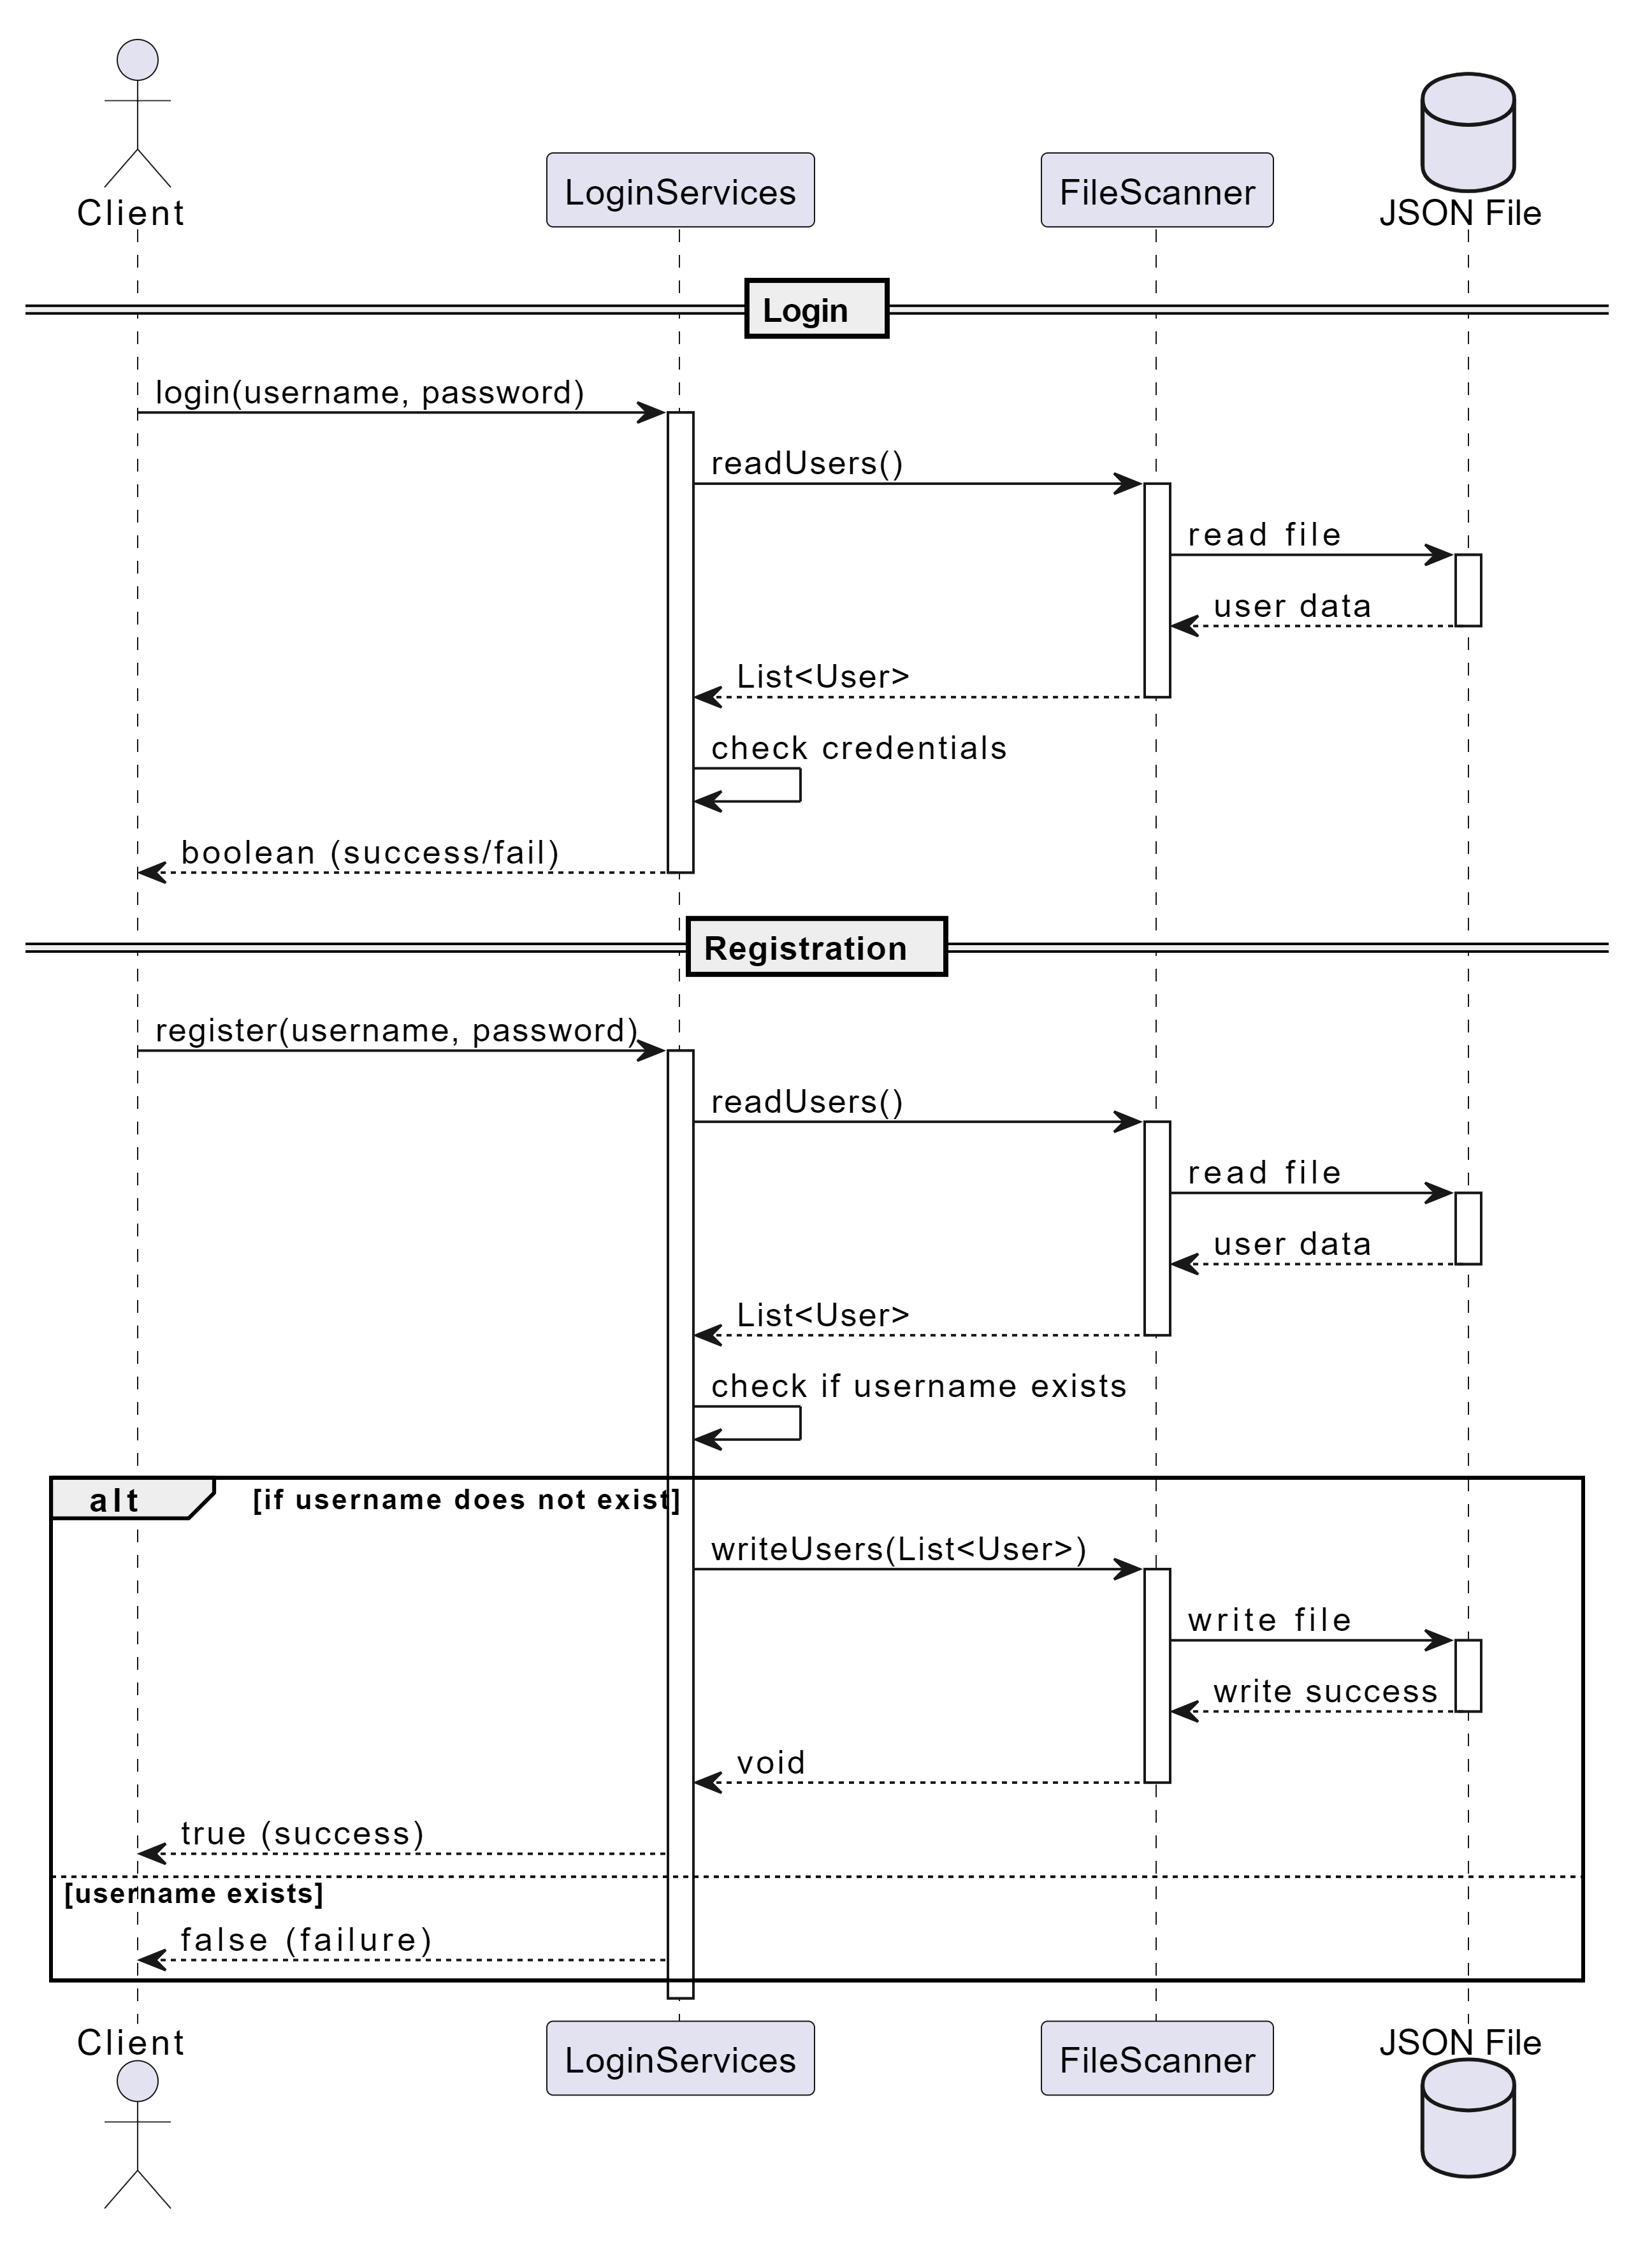 Client
LoginServices
FileScanner
JSON File
Login
login(username, password)
readUsers()
read file
user data
List<User>
check credentials
boolean (success/fail)
Registration
register(username, password)
readUsers()
read file
user data
List<User>
check if username exists
alt
[if username does not exist]
writeUsers(List<User>)
write file
write success
void
true (success)
[username exists]
false (failure)
Client
LoginServices
FileScanner
JSON File